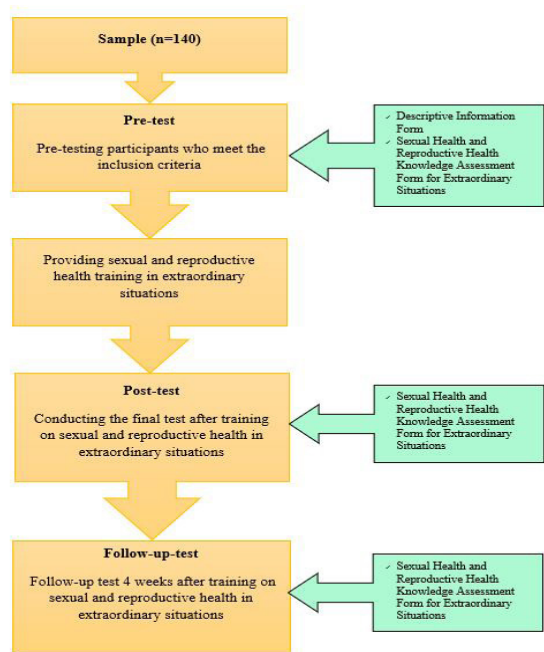 Sample (n=140)
Pre-test
Pre-testing participants who meet the
inclusion criteria
✓ Descriptive Information
Form
✓ Sexual Health and
Reproductive Health
Knowledge Assessment
Form for Extraordinary
Situations
Providing sexual and reproductive
health training in extraordinary
situations
Post-test
Conducting the final test after training
on sexual and reproductive health in
extraordinary situations
✓ Sexual Health and
Reproductive Health
Knowledge Assessment
Form for Extraordinary
Situations
Follow-up-test
Follow-up test 4 weeks after training on
sexual and reproductive health in
extraordinary situations
✓ Sexual Health and
Reproductive Health
Knowledge Assessment
Form for Extraordinary
Situations